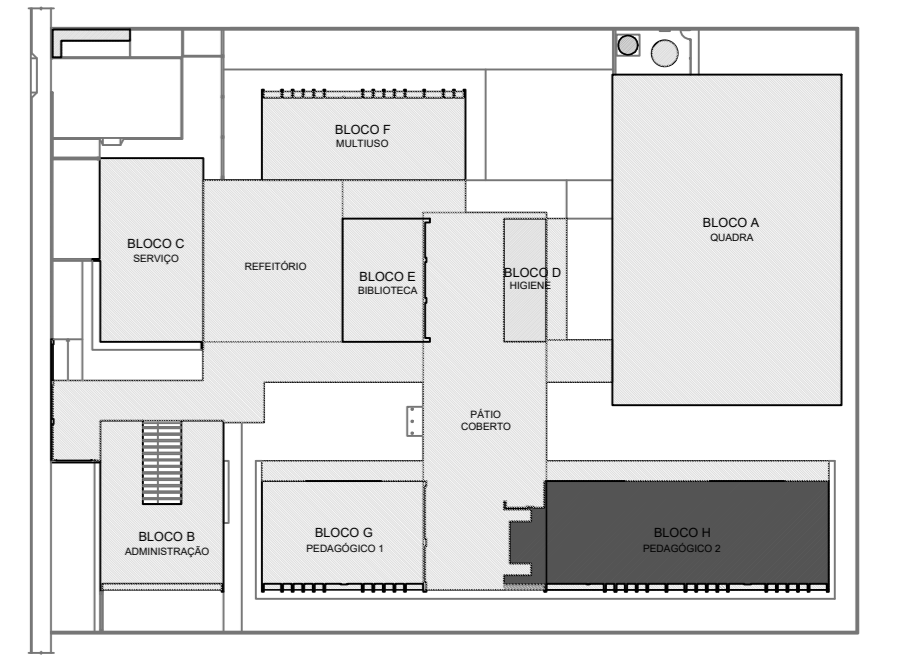 BLOCO F
MULTIUSO
BLOCO A
QUADRA
BLOCO C
SERVIÇO
REFEITÓRIO
BLOCO E
BIBLIOTECA
BLOCO D
HIGIENE
PÁTIO
COBERTO
BLOCO B
ADMINISTRAÇÃO
BLOCO G
PEDAGÓGICO 1
BLOCO H
PEDAGÓGICO 2